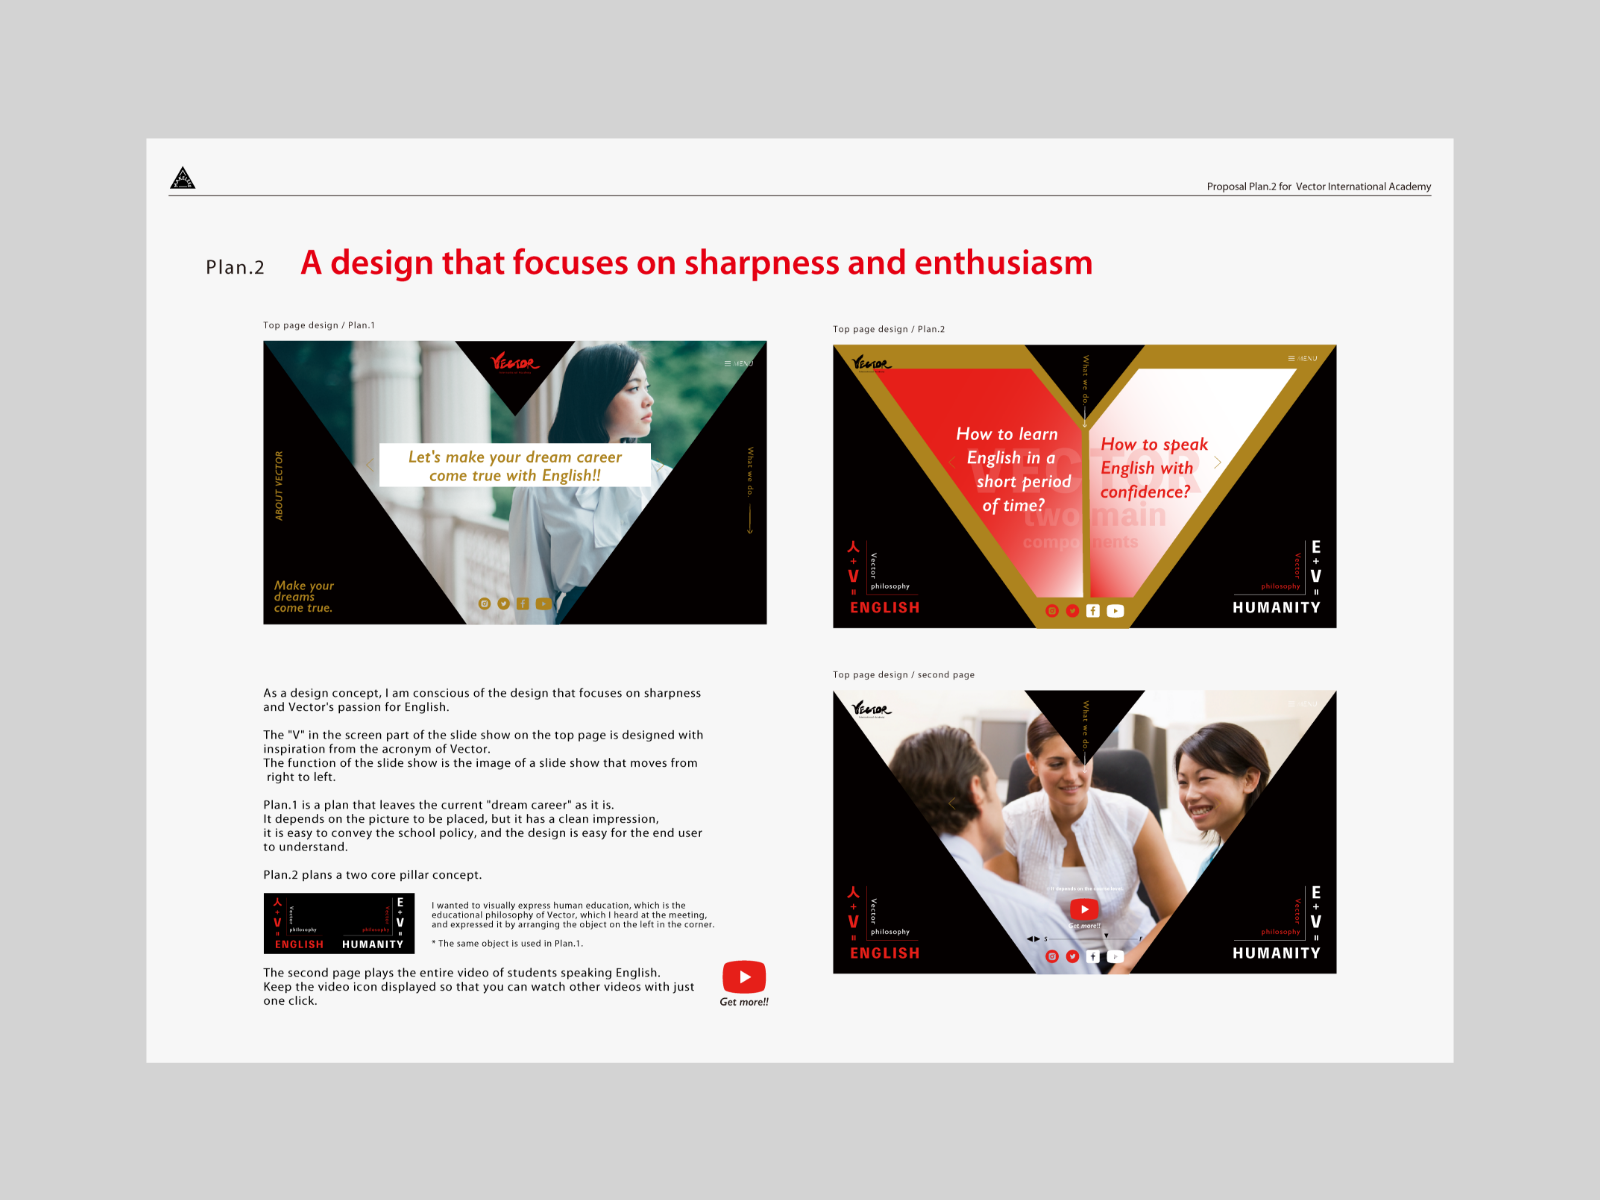 Proposal Plan.2 for Vector International Academy
Plan.2
A design that focuses on sharpness and enthusiasm
Top page design / Plan.1
VECTOR
MENU
ABOUT VECTOR
Let's make your dream career
come true with English!!
What we do.
Make your
dreams
come true.
Top page design / Plan.2
VECTOR
What we do.
MENU
VECTOR
two main
components
How to learn
English in a
short period
of time?
How to speak
English with
confidence?
人+V=
ENGLISH
Vector
philosophy
E+V=
HUMANITY
Vector
philosophy
As a design concept, I am conscious of the design that focuses on sharpness
and Vector's passion for English.
The "V" in the screen part of the slide show on the top page is designed with
inspiration from the acronym of Vector.
The function of the slide show is the image of a slide show that moves from
right to left.
Plan.1 is a plan that leaves the current "dream career" as it is.
It depends on the picture to be placed, but it has a clean impression,
it is easy to convey the school policy, and the design is easy for the end user
to understand.
Plan.2 plans a two core pillar concept.
人+V=
ENGLISH
Vector
philosophy
E+V=
HUMANITY
Vector
philosophy
I wanted to visually express human education, which is the
educational philosophy of Vector, which I heard at the meeting,
and expressed it by arranging the object on the left in the corner.
* The same object is used in Plan.1.
The second page plays the entire video of students speaking English.
Keep the video icon displayed so that you can watch other videos with just
one click.
Get more!!
Top page design / second page
VECTOR
What we do.
MENU
Get more!!
3
人+V=
ENGLISH
Vector
philosophy
E+V=
HUMANITY
Vector
philosophy